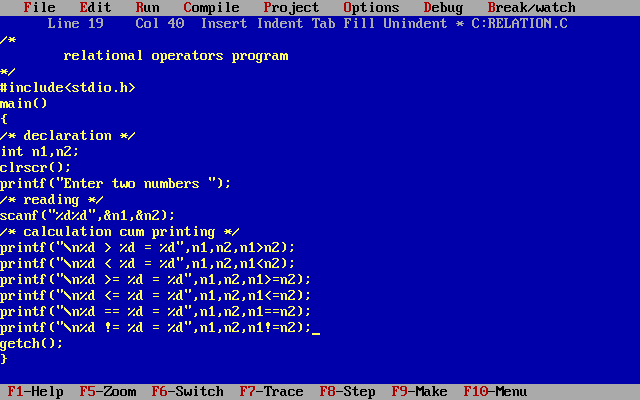 File Edit Run Compile Project Options Debug Break/watch
Line 19 Col 40 Insert Indent Tab Fill Unindent * C:RELATION.C
/*
relational operators program
*/
#include<stdio.h>
main()
{
/* declaration */
int n1,n2;
clrscr();
printf("Enter two numbers ");
/* reading */
scanf("%d%d",&n1,&n2);
/* calculation cum printing */
printf("\n%d > %d = %d",n1,n2,n1>n2);
printf("\n%d < %d = %d",n1,n2,n1<n2);
printf("\n%d >= %d = %d",n1,n2,n1>=n2);
printf("\n%d <= %d = %d",n1,n2,n1<=n2);
printf("\n%d == %d = %d",n1,n2,n1==n2);
printf("\n%d != %d = %d",n1,n2,n1!=n2);
getch();
}
F1-Help F5-Zoom F6-Switch F7-Trace F8-Step F9-Make F10-Menu